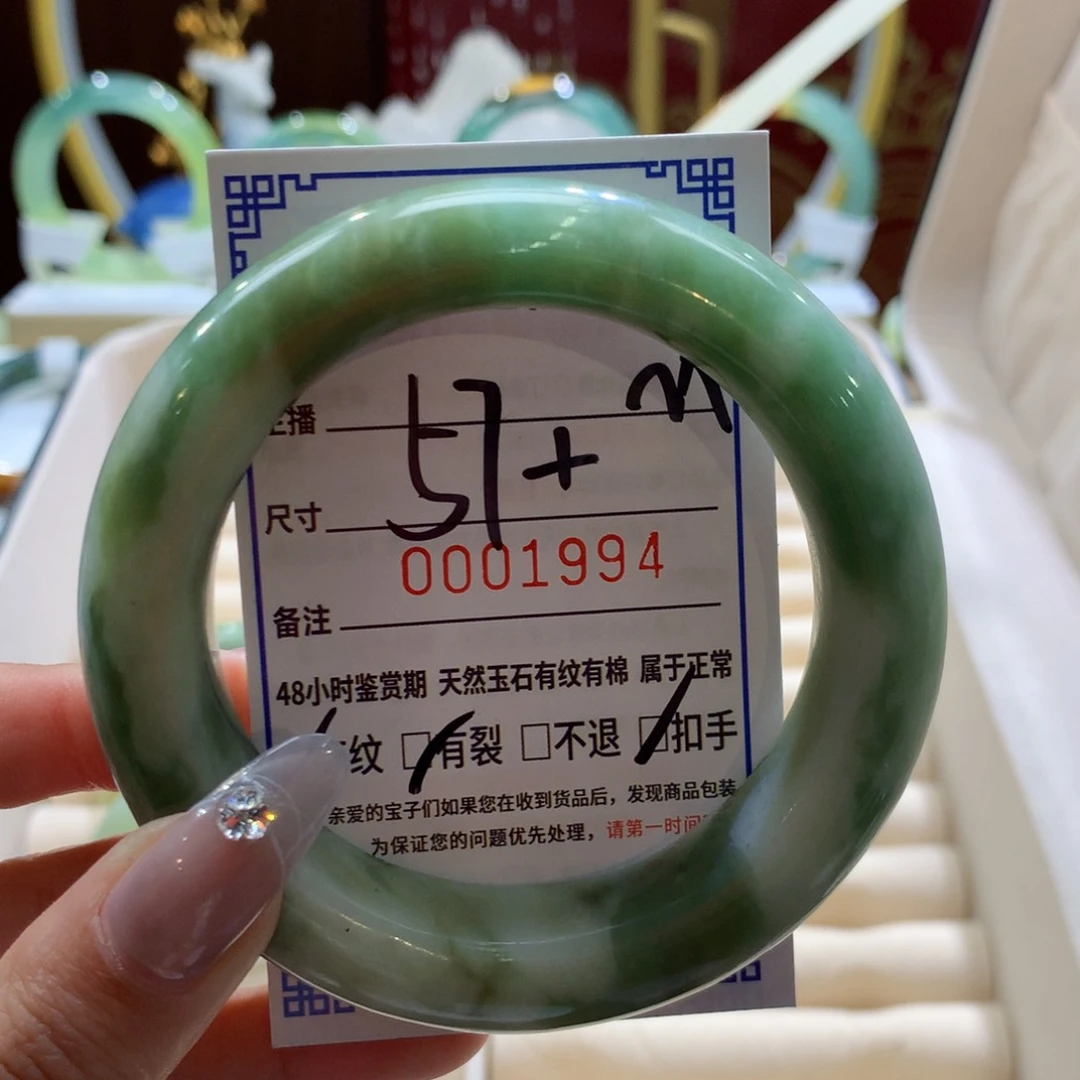 主播
57+
尺寸
0001994
备注
48小时鉴赏期 天然玉石有纹有棉 属于正常
纹 □有裂 □不退 □扣手
亲爱的宝子们如果您在收到货品后，发现商品包装
为保证您的问题优先处理，请第一时间